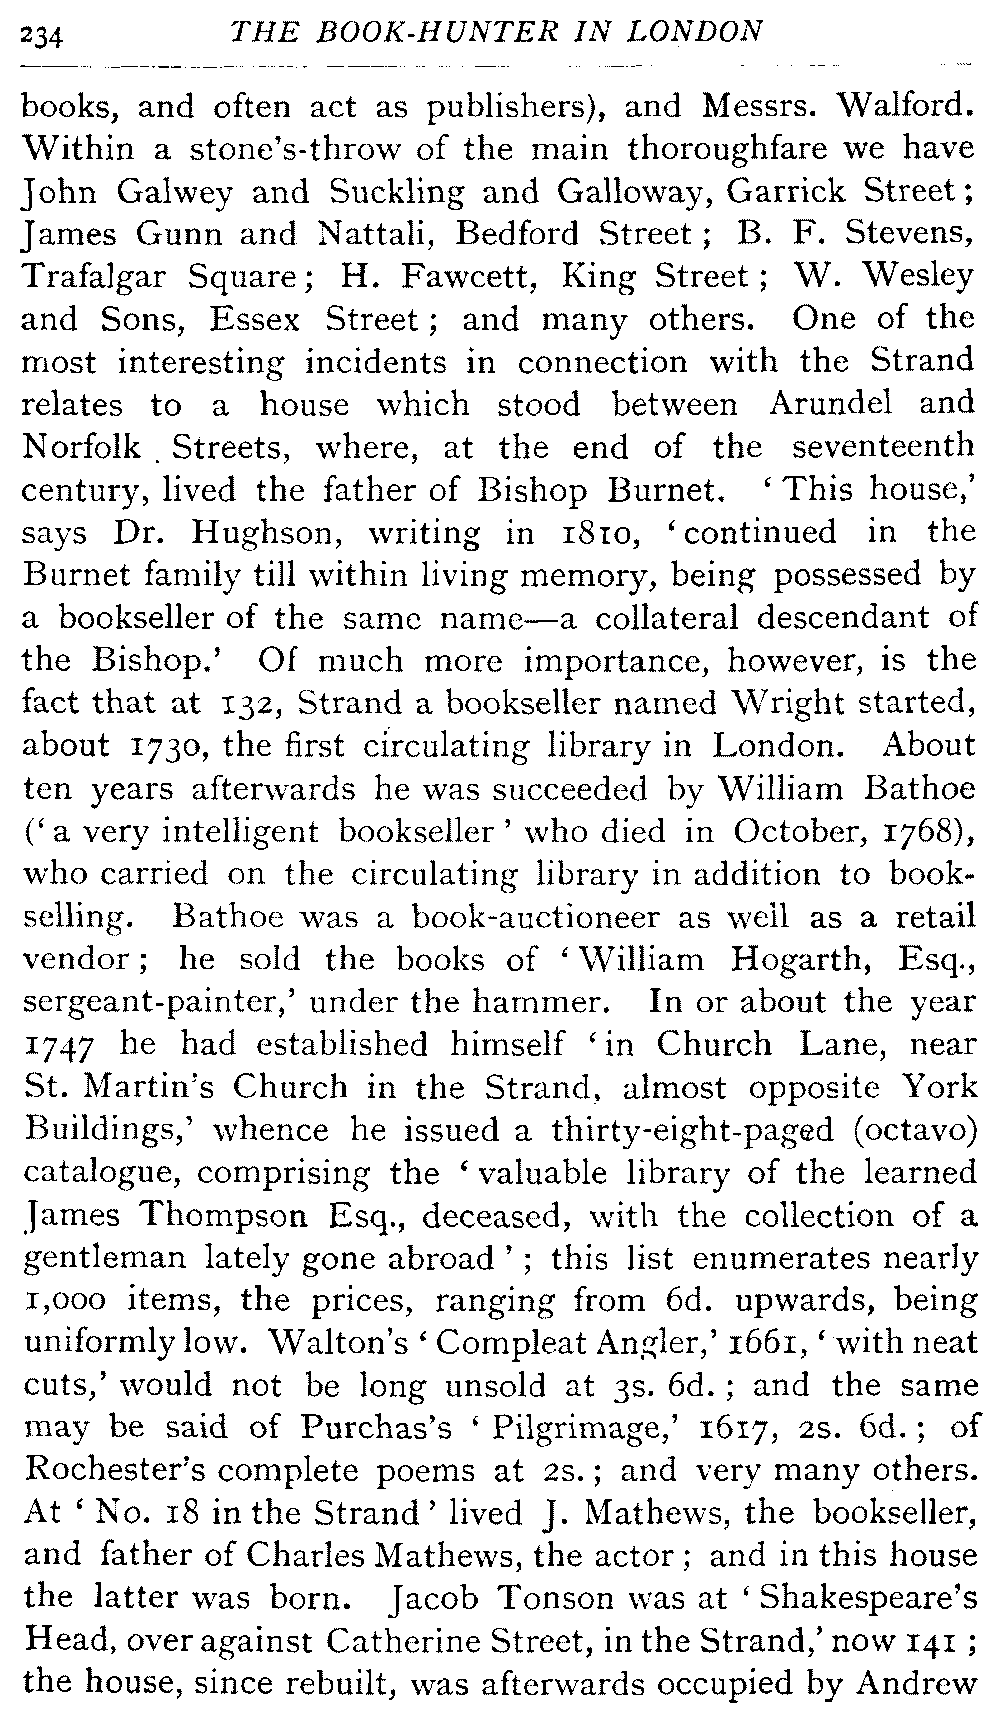 234 THE BOOK-HUNTER IN LONDON
books, and often act as publishers), and Messrs. Walford.
Within a stone's-throw of the main thoroughfare we have
John Galwey and Suckling and Galloway, Garrick Street ;
James Gunn and Nattali, Bedford Street ; B. F. Stevens,
Trafalgar Square ; H. Fawcett, King Street ; W. Wesley
and Sons, Essex Street ; and many others. One of the
most interesting incidents in connection with the Strand
relates to a house which stood between Arundel and
Norfolk Streets, where, at the end of the seventeenth
century, lived the father of Bishop Burnet. ‘ This house,’
says Dr. Hughson, writing in 1810, ‘ continued in the
Burnet family till within living memory, being possessed by
a bookseller of the same name—a collateral descendant of
the Bishop.’ Of much more importance, however, is the
fact that at 132, Strand a bookseller named Wright started,
about 1730, the first circulating library in London. About
ten years afterwards he was succeeded by William Bathoe
(‘ a very intelligent bookseller ’ who died in October, 1768),
who carried on the circulating library in addition to book-
selling. Bathoe was a book-auctioneer as well as a retail
vendor ; he sold the books of ‘ William Hogarth, Esq.,
sergeant-painter,’ under the hammer. In or about the year
1747 he had established himself ‘ in Church Lane, near
St. Martin's Church in the Strand, almost opposite York
Buildings,’ whence he issued a thirty-eight-paged (octavo)
catalogue, comprising the ‘ valuable library of the learned
James Thompson Esq., deceased, with the collection of a
gentleman lately gone abroad ’ ; this list enumerates nearly
1,000 items, the prices, ranging from 6d. upwards, being
uniformly low. Walton's ‘ Compleat Angler,’ 1661, ‘ with neat
cuts,’ would not be long unsold at 3s. 6d. ; and the same
may be said of Purchas's ‘ Pilgrimage,’ 1617, 2s. 6d. ; of
Rochester's complete poems at 2s. ; and very many others.
At ‘ No. 18 in the Strand ’ lived J. Mathews, the bookseller,
and father of Charles Mathews, the actor ; and in this house
the latter was born. Jacob Tonson was at ‘ Shakespeare's
Head, over against Catherine Street, in the Strand,’ now 141 ;
the house, since rebuilt, was afterwards occupied by Andrew